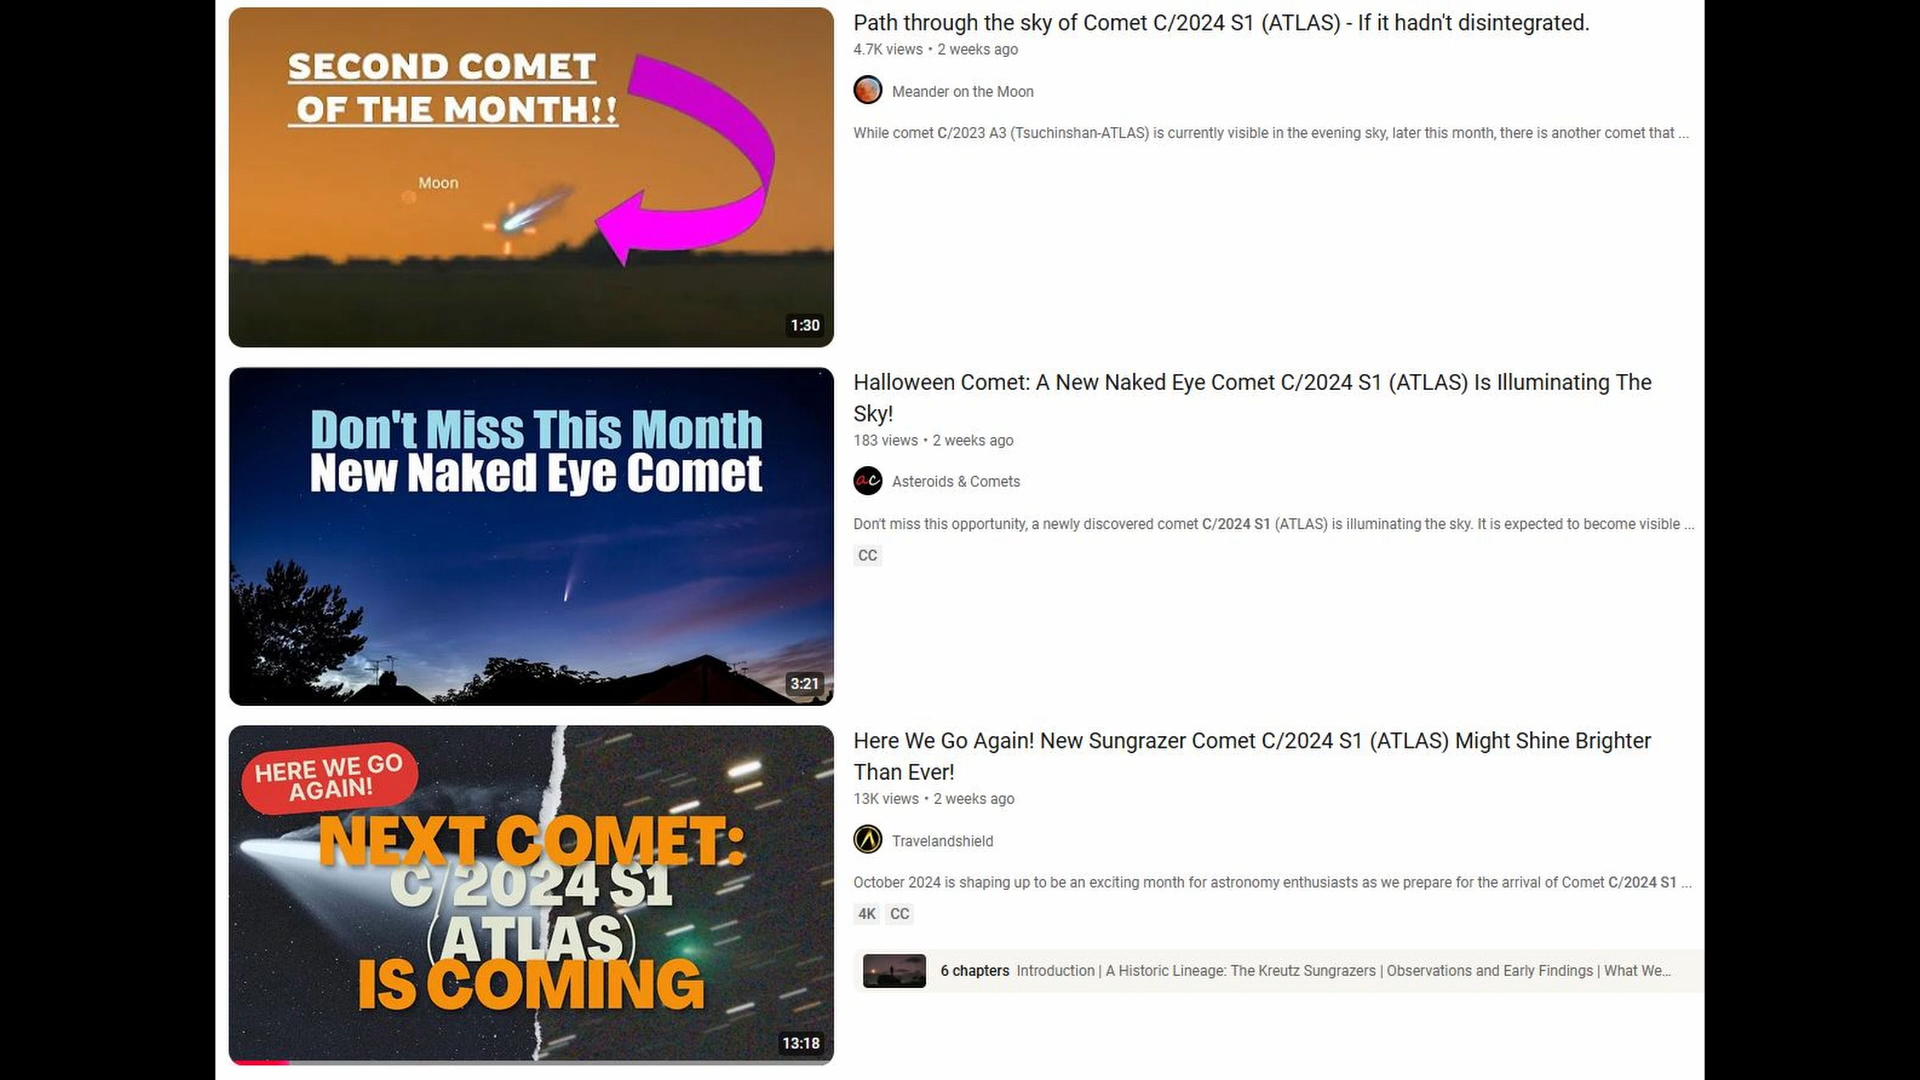 SECOND COMET
OF THE MONTH!!
Moon
1:30
Path through the sky of Comet C/2024 S1 (ATLAS) - If it hadn't disintegrated.
4.7K views • 2 weeks ago
Meander on the Moon
While comet C/2023 A3 (Tsuchinshan-ATLAS) is currently visible in the evening sky, later this month, there is another comet that ...
Don't Miss This Month
New Naked Eye Comet
3:21
Halloween Comet: A New Naked Eye Comet C/2024 S1 (ATLAS) Is Illuminating The
Sky!
183 views • 2 weeks ago
ac
Asteroids & Comets
Don't miss this opportunity, a newly discovered comet C/2024 S1 (ATLAS) is illuminating the sky. It is expected to become visible ...
CC
HERE WE GO
AGAIN!
NEXT COMET:
C/2024 S1
(ATLAS)
IS COMING
13:18
Here We Go Again! New Sungrazer Comet C/2024 S1 (ATLAS) Might Shine Brighter
Than Ever!
13K views • 2 weeks ago
Travelandshield
October 2024 is shaping up to be an exciting month for astronomy enthusiasts as we prepare for the arrival of Comet C/2024 S1 ...
4K CC
6 chapters Introduction | A Historic Lineage: The Kreutz Sungrazers | Observations and Early Findings | What We...